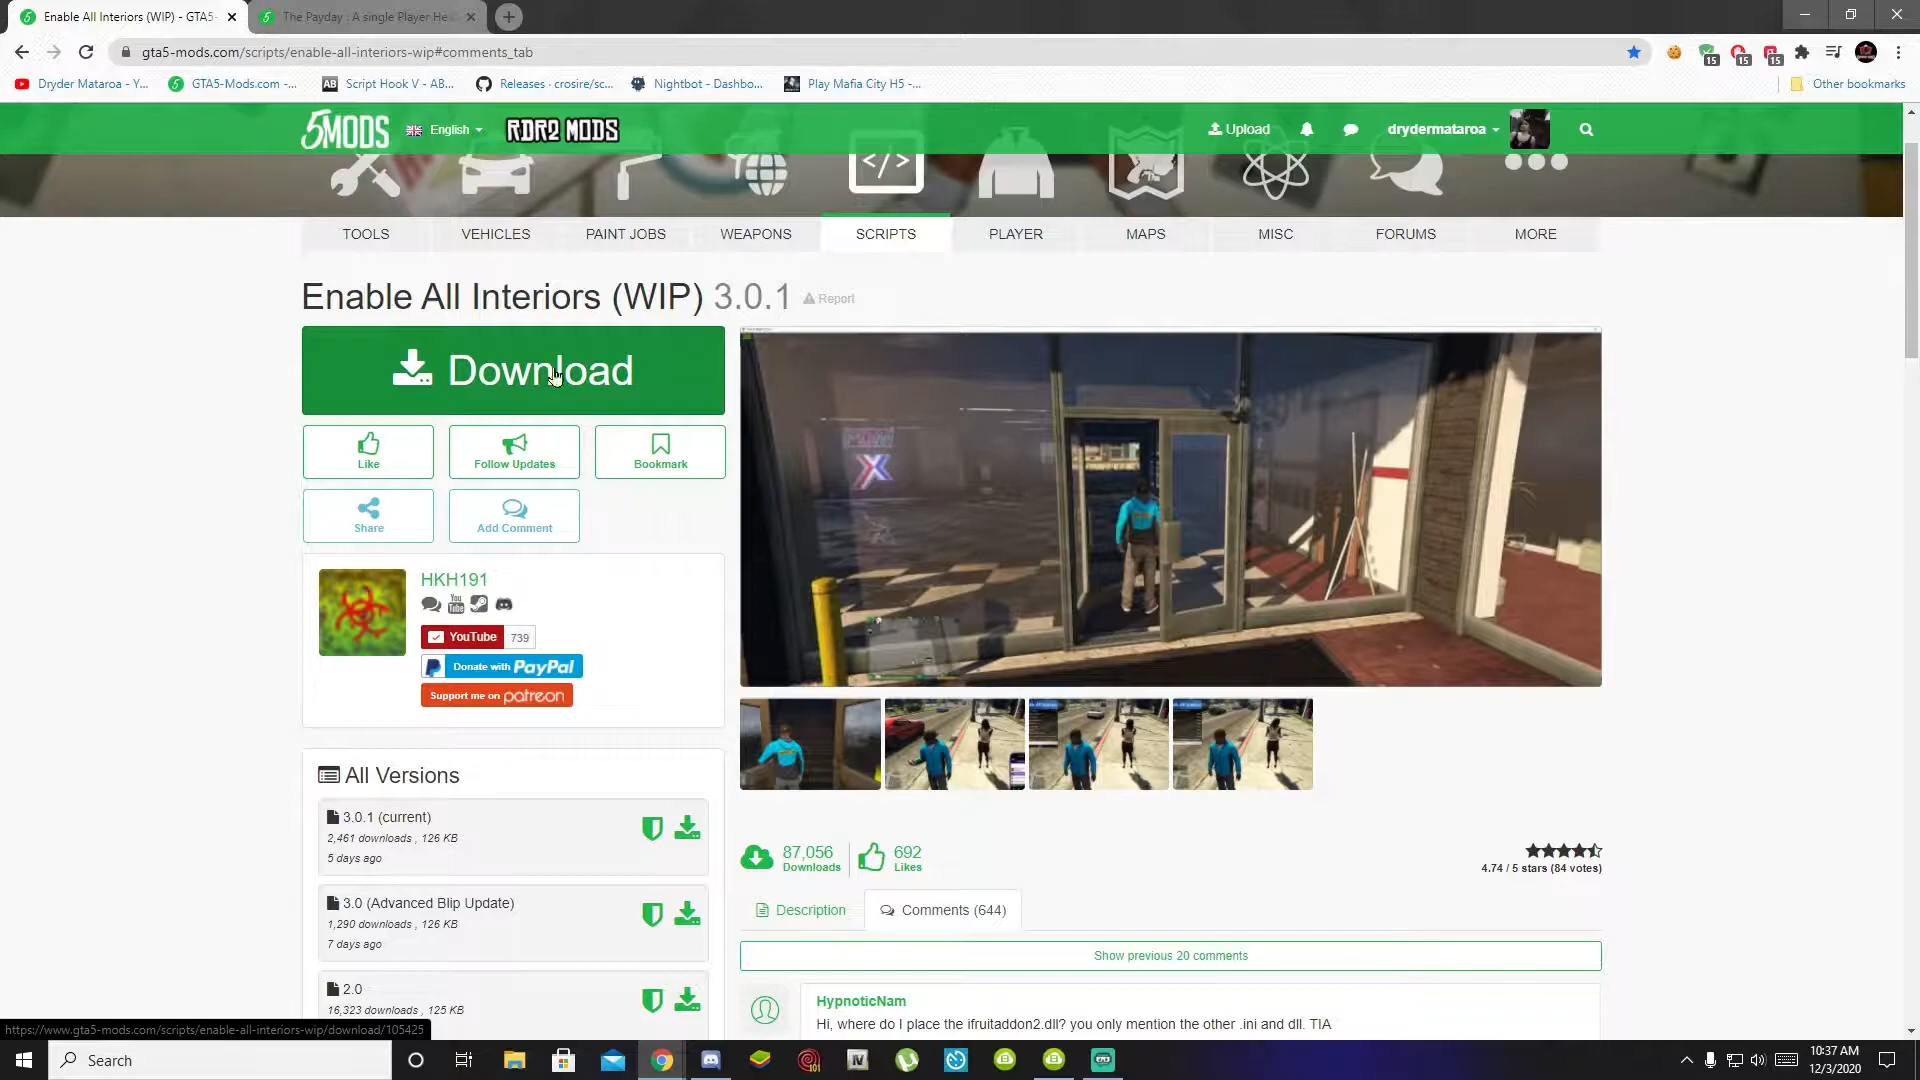 Enable All Interiors (WIP) - GTA5-
The Payday : A single Player He
gta5-mods.com/scripts/enable-all-interiors-wip#comments_tab
15
15
15
Dryder Mataroa - Y...
GTA5-Mods.com -...
AB
Script Hook V - AB...
Releases · crosire/sc...
Nightbot - Dashbo...
Play Mafia City H5 -...
Other bookmarks
5MODS
English
RDR2 MODS
Upload
drydermataroa
TOOLS
VEHICLES
PAINT JOBS
WEAPONS
SCRIPTS
PLAYER
MAPS
MISC
FORUMS
MORE
Enable All Interiors (WIP) 3.0.1
Report
Download
Like
Follow Updates
Bookmark
Share
Add Comment
HKH191
YouTube
739
Donate with PayPal
Support me on patreon
All Versions
3.0.1 (current)
2,461 downloads , 126 KB
5 days ago
3.0 (Advanced Blip Update)
1,290 downloads , 126 KB
7 days ago
2.0
16,323 downloads , 125 KB
87,056
Downloads
692
Likes
4.74 / 5 stars (84 votes)
Description
Comments (644)
Show previous 20 comments
HypnoticNam
Hi, where do I place the ifruitaddon2.dll? you only mention the other .ini and dll. TIA
https://www.gta5-mods.com/scripts/enable-all-interiors-wip/download/105425
Search
IV
10:37 AM
12/3/2020